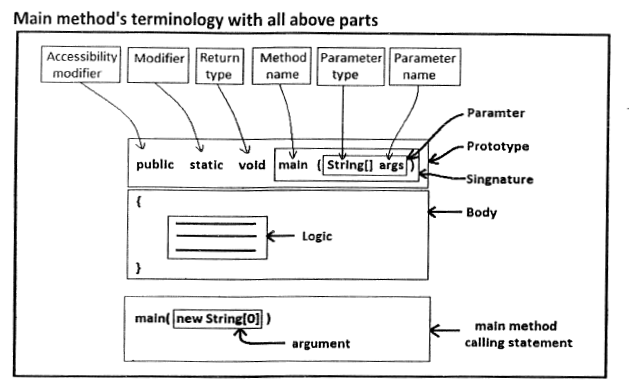 Main method's terminology with all above parts
Accessibility modifier
Modifier
Return type
Method name
Parameter type
Parameter name
Paramter
public static void main (String[] args)
Prototype
Singnature
{
Body
Logic
}
main( new String[0] )
argument
main method
calling statement